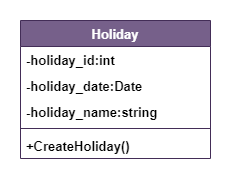 Holiday
-holiday_id:int
-holiday_date:Date
-holiday_name:string
+CreateHoliday()